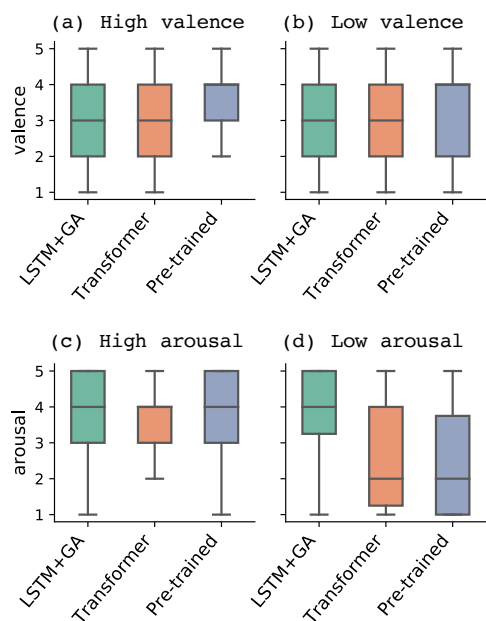 (a) High valence
(b) Low valence
5
4
3
2
1
valence
LSTM+GA
Transformer
Pre-trained
LSTM+GA
Transformer
Pre-trained
(c) High arousal
(d) Low arousal
5
4
3
2
1
arousal
LSTM+GA
Transformer
Pre-trained
LSTM+GA
Transformer
Pre-trained